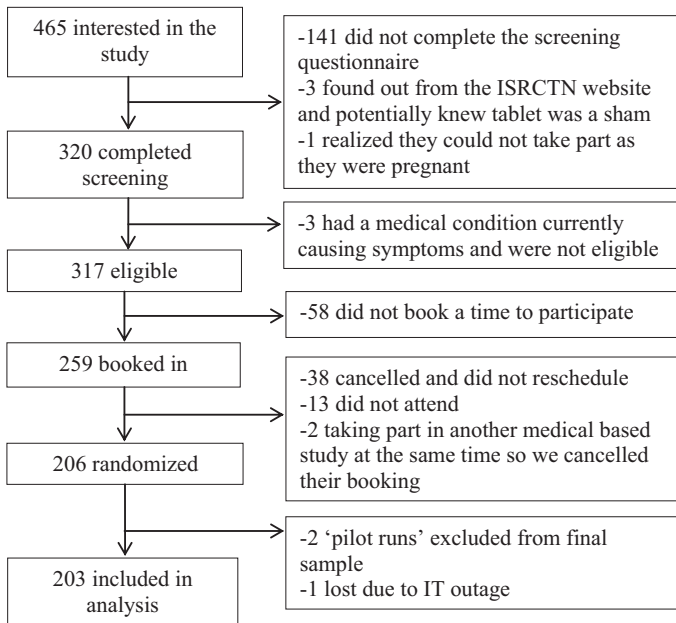 465 interested in the
study
-141 did not complete the screening
questionnaire
-3 found out from the ISRCTN website
and potentially knew tablet was a sham
-1 realized they could not take part as
they were pregnant
320 completed
screening
-3 had a medical condition currently
causing symptoms and were not eligible
317 eligible
-58 did not book a time to participate
259 booked in
-38 cancelled and did not reschedule
-13 did not attend
-2 taking part in another medical based
study at the same time so we cancelled
their booking
206 randomized
-2 ‘pilot runs’ excluded from final
sample
-1 lost due to IT outage
203 included in
analysis